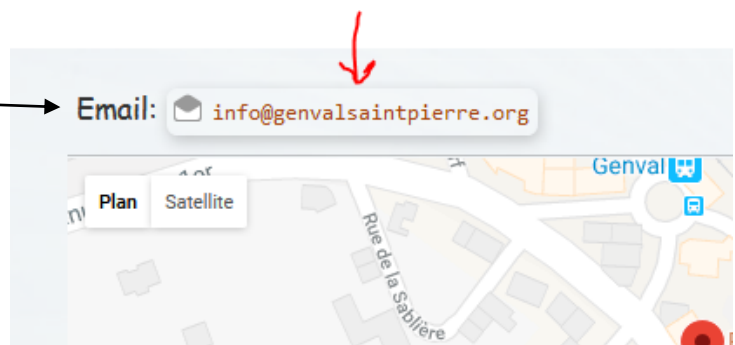 Email: info@genvalsaintpierre.org
Genval
Plan Satellite
Rue de la Sablière